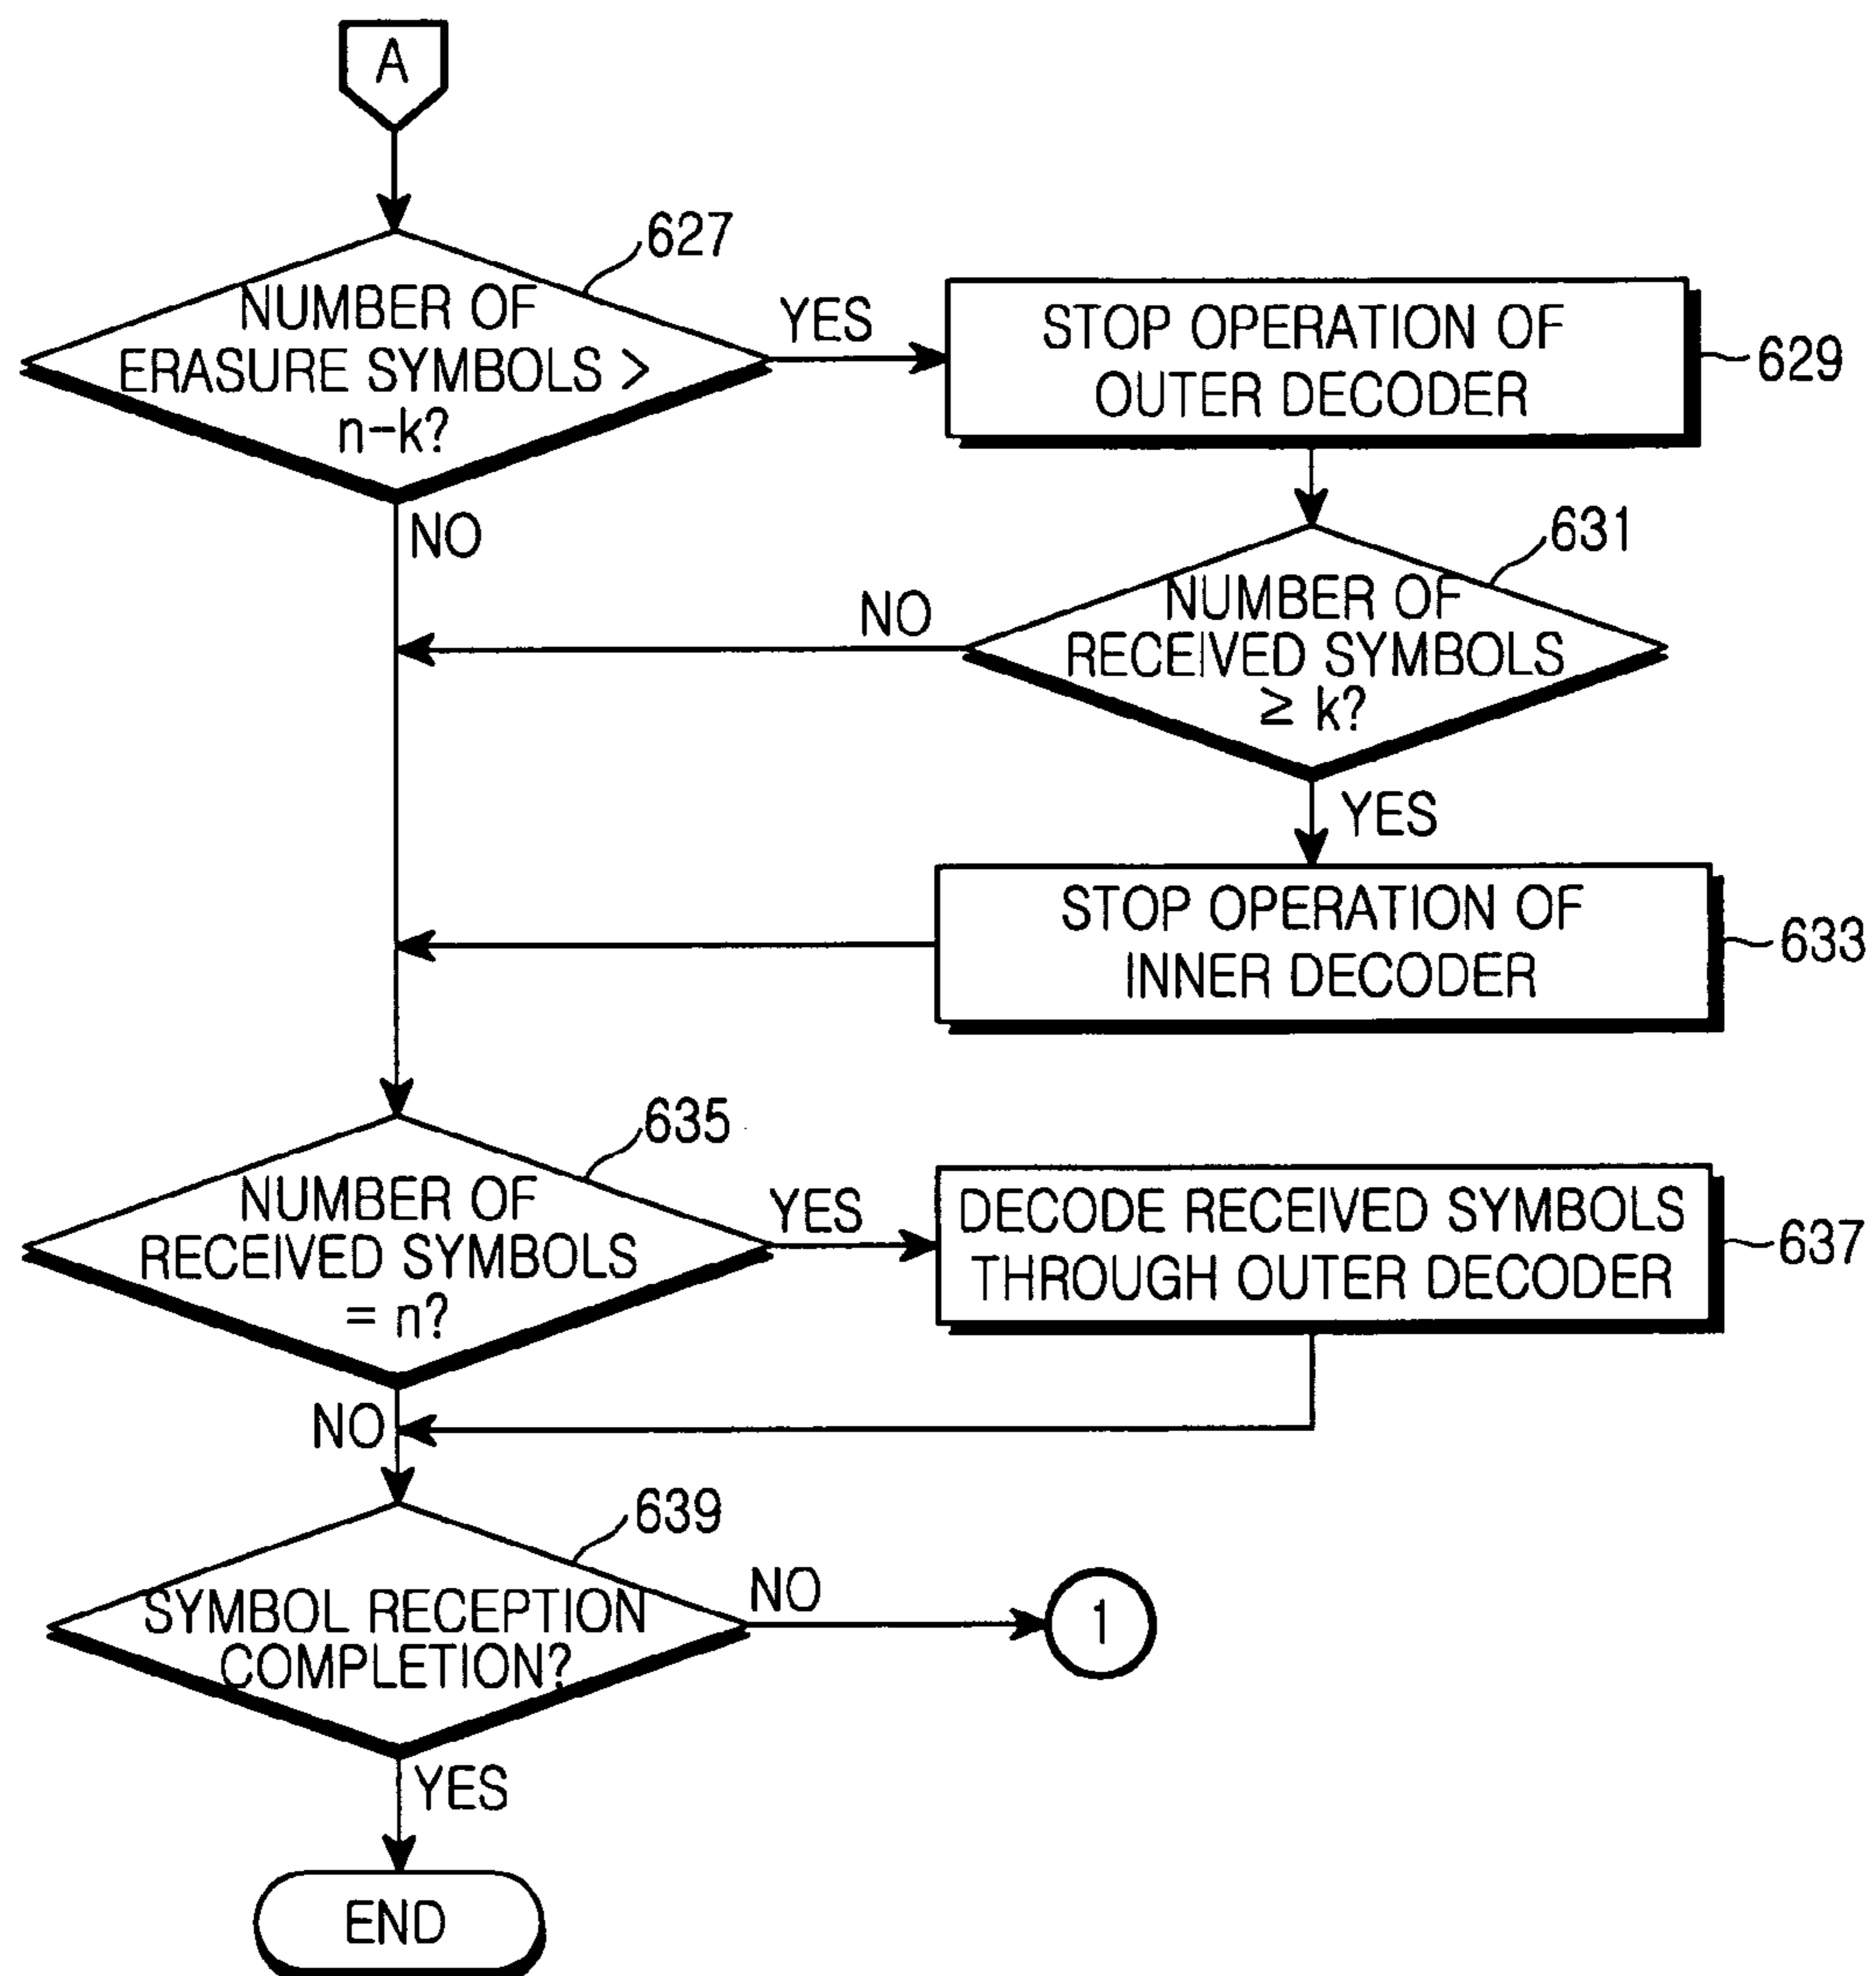 A
627
NUMBER OF
ERASURE SYMBOLS >
n-k?
YES
STOP OPERATION OF
OUTER DECODER
629
NO
631
NUMBER OF
RECEIVED SYMBOLS
≥ k?
NO
YES
STOP OPERATION OF
INNER DECODER
633
635
NUMBER OF
RECEIVED SYMBOLS
= n?
YES
DECODE RECEIVED SYMBOLS
THROUGH OUTER DECODER
637
NO
639
SYMBOL RECEPTION
COMPLETION?
NO
1
YES
END